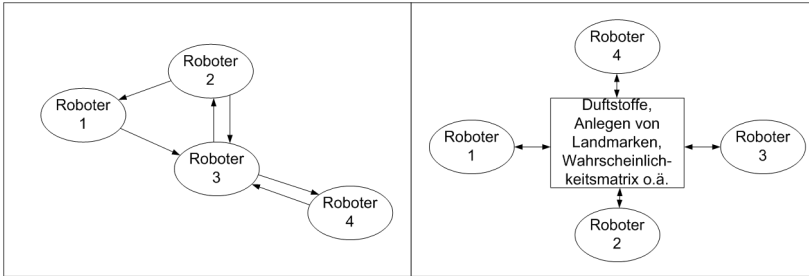 Roboter
2
Roboter
1
Roboter
3
Roboter
4
Roboter
4
Duftstoffe,
Anlegen von
Landmarken,
Wahrscheinlich-
keitsmatrix o.ä.
Roboter
1
Roboter
3
Roboter
2